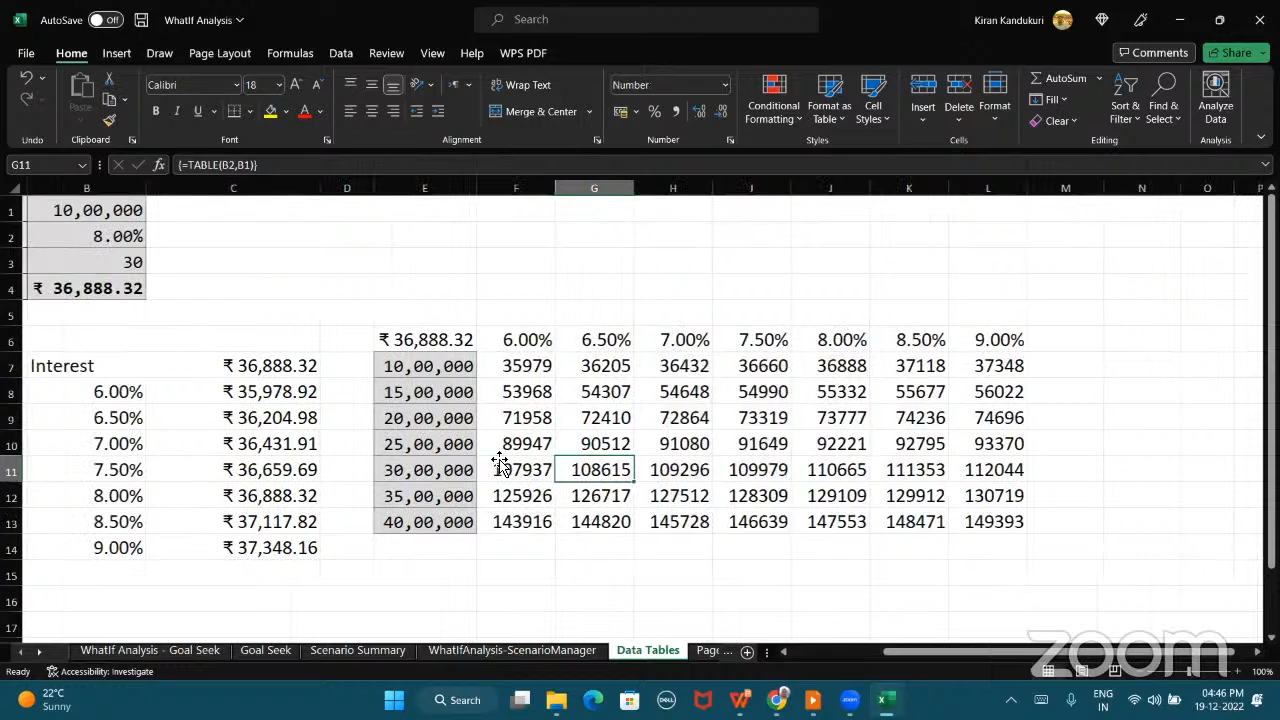 AutoSave Off WhatIf Analysis Search Kiran Kandukuri
File Home Insert Draw Page Layout Formulas Data Review View Help WPS PDF Comments Share
Calibri 18 A A Wrap Text Number Conditional Formatting Format as Table Cell Styles Insert Delete Format AutoSum Sort & Filter Find & Select Analyze Data
Paste B I U A Merge & Center % Fill
Clear
Undo Clipboard Font Alignment Number Styles Cells Editing Analysis
G11 fx {=TABLE(B2,B1)}
B C D E F G H I J K L M N O P
1 10,00,000
2 8.00%
3 30
4 ₹ 36,888.32
5
6 ₹ 36,888.32 6.00% 6.50% 7.00% 7.50% 8.00% 8.50% 9.00%
7 Interest ₹ 36,888.32 10,00,000 35979 36205 36432 36660 36888 37118 37348
8 6.00% ₹ 35,978.92 15,00,000 53968 54307 54648 54990 55332 55677 56022
9 6.50% ₹ 36,204.98 20,00,000 71958 72410 72864 73319 73777 74236 74696
10 7.00% ₹ 36,431.91 25,00,000 89947 90512 91080 91649 92221 92795 93370
11 7.50% ₹ 36,659.69 30,00,000 107937 108615 109296 109979 110665 111353 112044
12 8.00% ₹ 36,888.32 35,00,000 125926 126717 127512 128309 129109 129912 130719
13 8.50% ₹ 37,117.82 40,00,000 143916 144820 145728 146639 147553 148471 149393
14 9.00% ₹ 37,348.16
15
16
17
WhatIf Analysis - Goal Seek Goal Seek Scenario Summary WhatIfAnalysis-ScenarioManager Data Tables Page ...
zoom
Ready Accessibility: Investigate 100%
22°C Search DELL ENG 04:46 PM
Sunny IN 19-12-2022